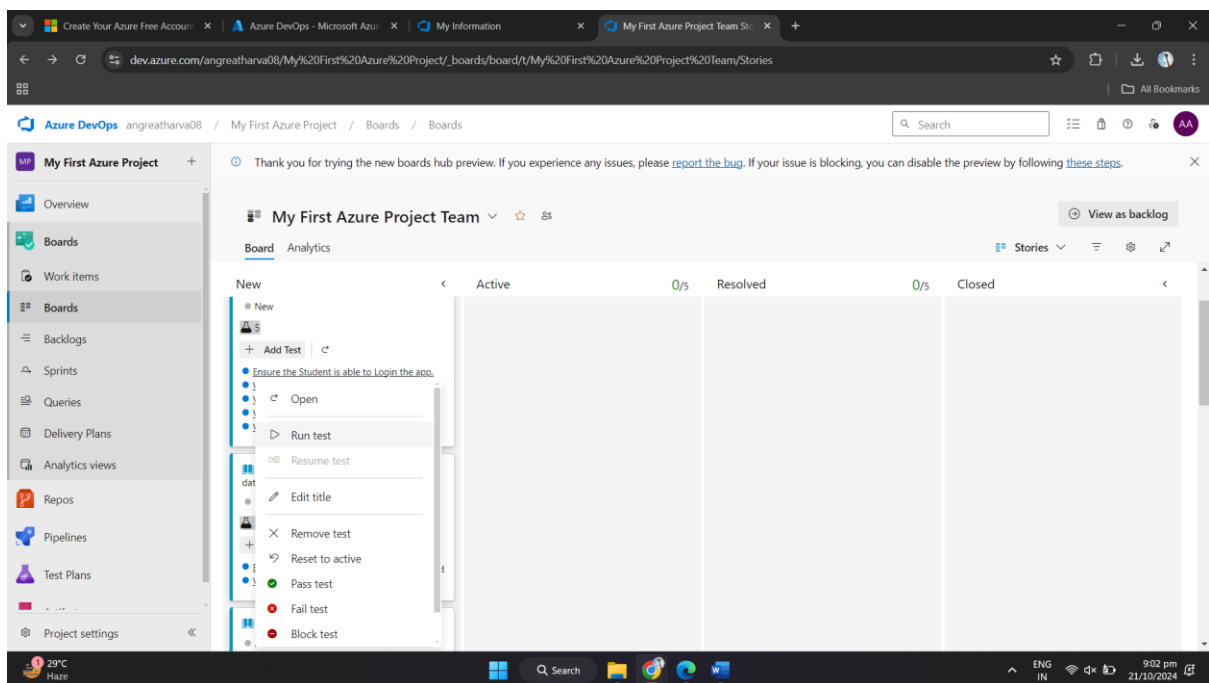 Create Your Azure Free Accoun
Azure DevOps - Microsoft Azur
My Information
My First Azure Project Team Sto
dev.azure.com/angreatharva08/My%20First%20Azure%20Project/_boards/board/t/My%20First%20Azure%20Project%20Team/Stories
All Bookmarks
Azure DevOps angreatharva08 / My First Azure Project / Boards / Boards
Search
AA
MP My First Azure Project +
Thank you for trying the new boards hub preview. If you experience any issues, please report the bug. If your issue is blocking, you can disable the preview by following these steps.
Overview
Boards
Work items
Boards
Backlogs
Sprints
Queries
Delivery Plans
Analytics views
Repos
Pipelines
Test Plans
Project settings
My First Azure Project Team
View as backlog
Board Analytics
Stories
New
Active 0/5
Resolved 0/5
Closed
New
5
+ Add Test
Ensure the Student is able to Login the app.
Open
Run test
Resume test
Edit title
Remove test
Reset to active
Pass test
Fail test
Block test
dat
1
29°C
Haze
Search
ENG
IN
9:02 pm
21/10/2024